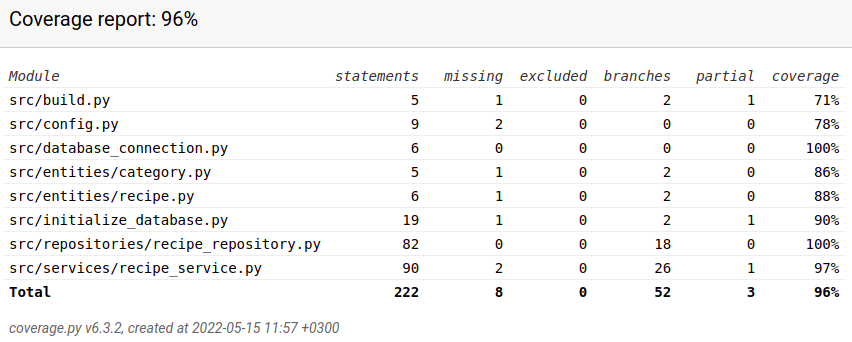 Coverage report: 96%
Module statements missing excluded branches partial coverage
src/build.py 5 1 0 2 1 71%
src/config.py 9 2 0 0 0 78%
src/database_connection.py 6 0 0 0 0 100%
src/entities/category.py 5 1 0 2 0 86%
src/entities/recipe.py 6 1 0 2 0 88%
src/initialize_database.py 19 1 0 2 1 90%
src/repositories/recipe_repository.py 82 0 0 18 0 100%
src/services/recipe_service.py 90 2 0 26 1 97%
Total 222 8 0 52 3 96%
coverage.py v6.3.2, created at 2022-05-15 11:57 +0300